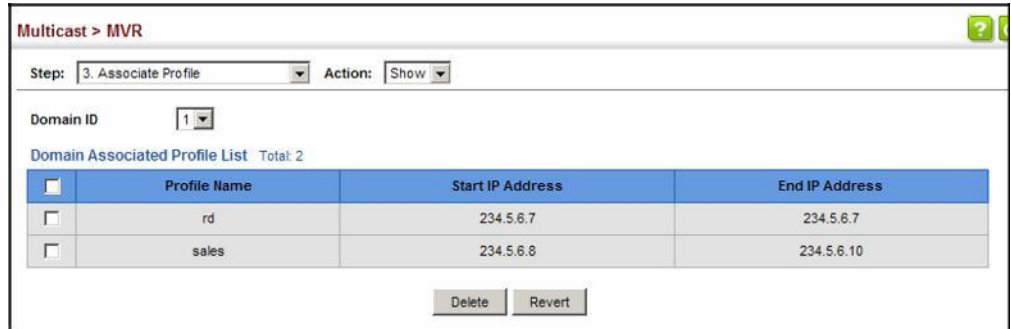 Multicast > MVR
?
Step: 3. Associate Profile Action: Show
Domain ID 1
Domain Associated Profile List Total: 2
Profile Name Start IP Address End IP Address
rd 234.5.6.7 234.5.6.7
sales 234.5.6.8 234.5.6.10
Delete Revert